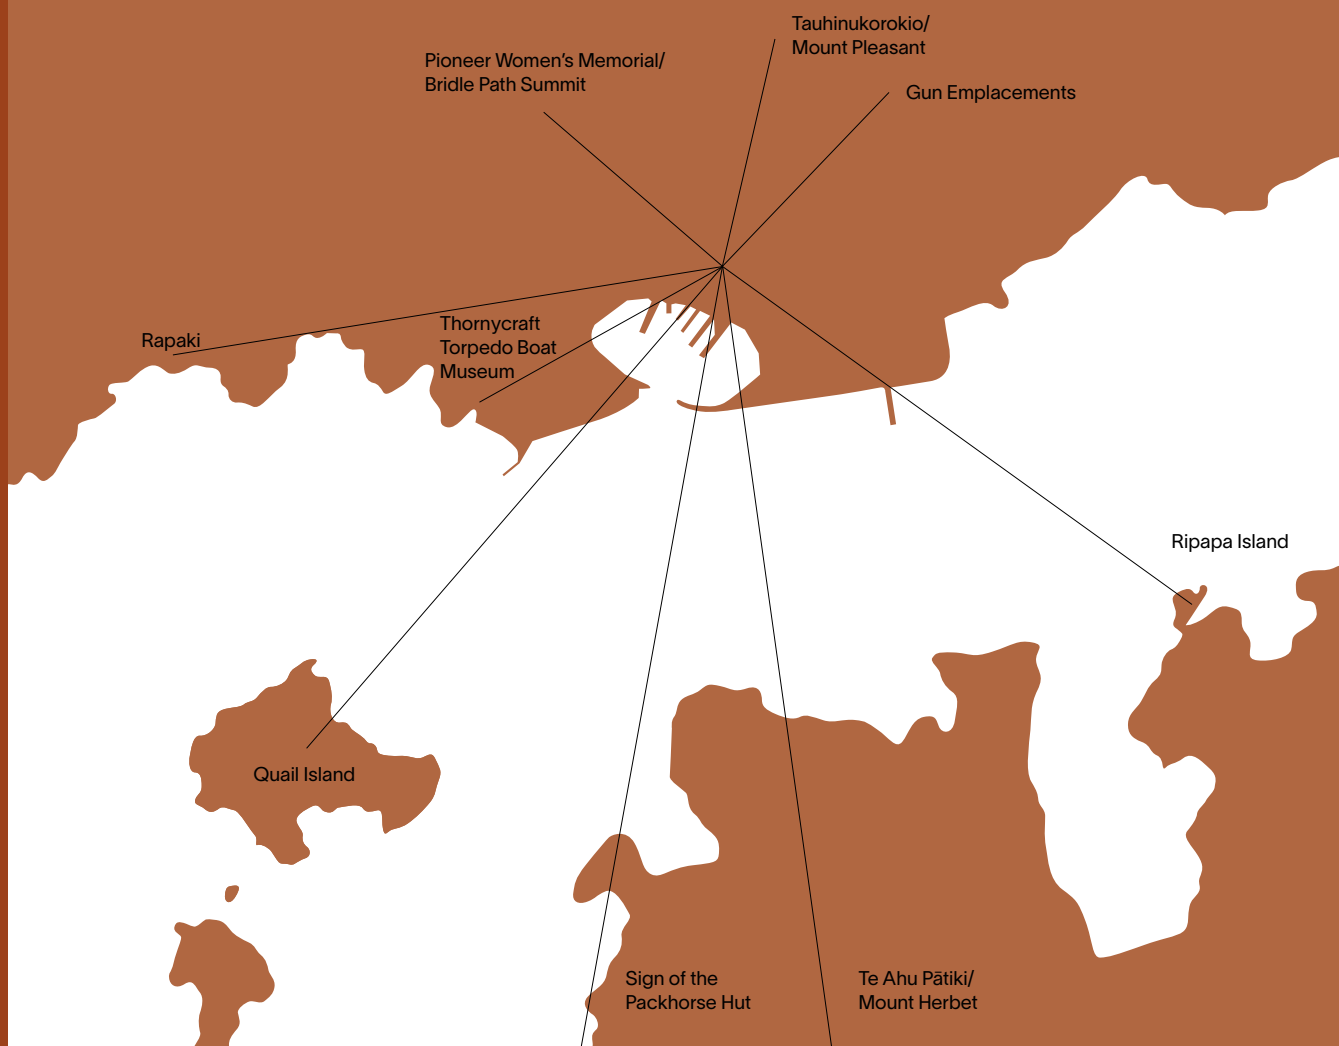 Tauhinukorokio/
Mount Pleasant
Pioneer Women’s Memorial/
Bridle Path Summit
Gun Emplacements
Rapaki
Thornycraft
Torpedo Boat
Museum
Ripapa Island
Quail Island
Sign of the
Packhorse Hut
Te Ahu Pātiki/
Mount Herbet